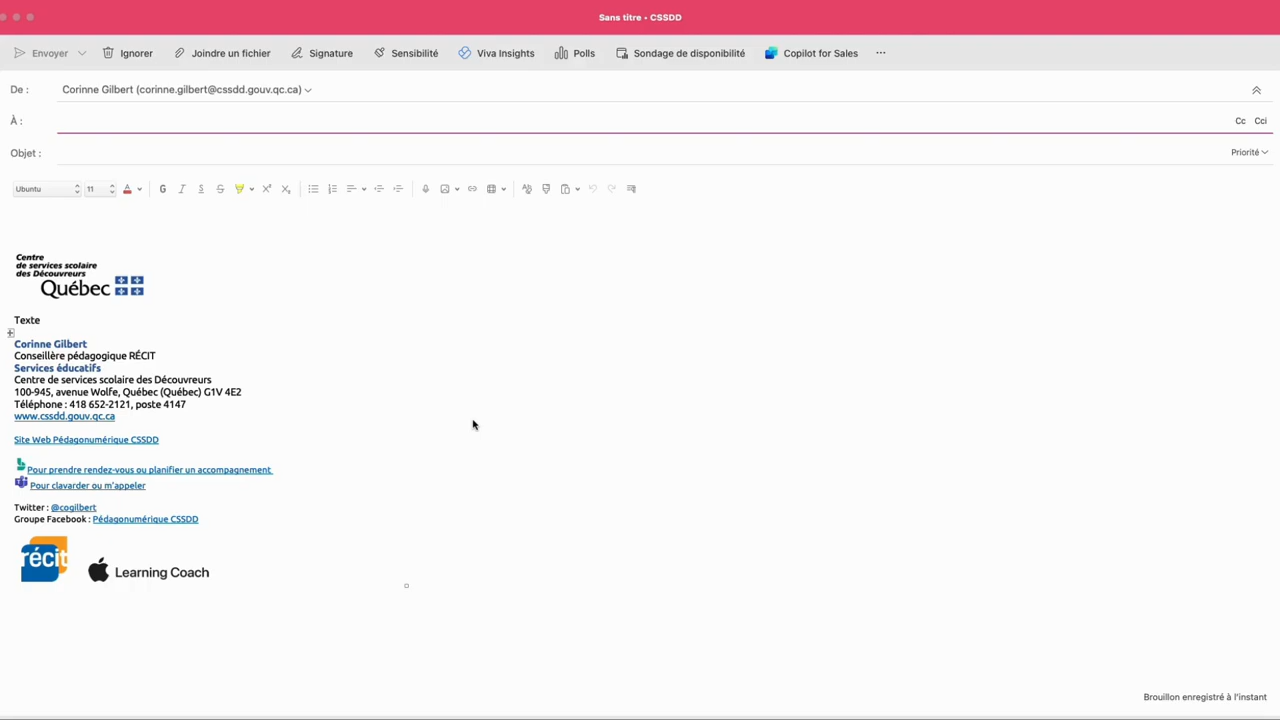 Sans titre • CSSDD
Envoyer Ignorer Joindre un fichier Signature Sensibilité Viva Insights Polls Sondage de disponibilité Copilot for Sales ...
De : Corinne Gilbert (corinne.gilbert@cssdd.gouv.qc.ca)
À : Cc Cci
Objet : Priorité
Ubuntu 11 A G I S S X² X₂
Centre
de services scolaire
des Découvreurs
Québec
Texte
Corinne Gilbert
Conseillère pédagogique RÉCIT
Services éducatifs
Centre de services scolaire des Découvreurs
100-945, avenue Wolfe, Québec (Québec) G1V 4E2
Téléphone : 418 652-2121, poste 4147
www.cssdd.gouv.qc.ca
Site Web Pédagonumérique CSSDD
Pour prendre rendez-vous ou planifier un accompagnement
Pour clavarder ou m'appeler
Twitter : @cogilbert
Groupe Facebook : Pédagonumérique CSSDD
récit Learning Coach
Brouillon enregistré à l'instant